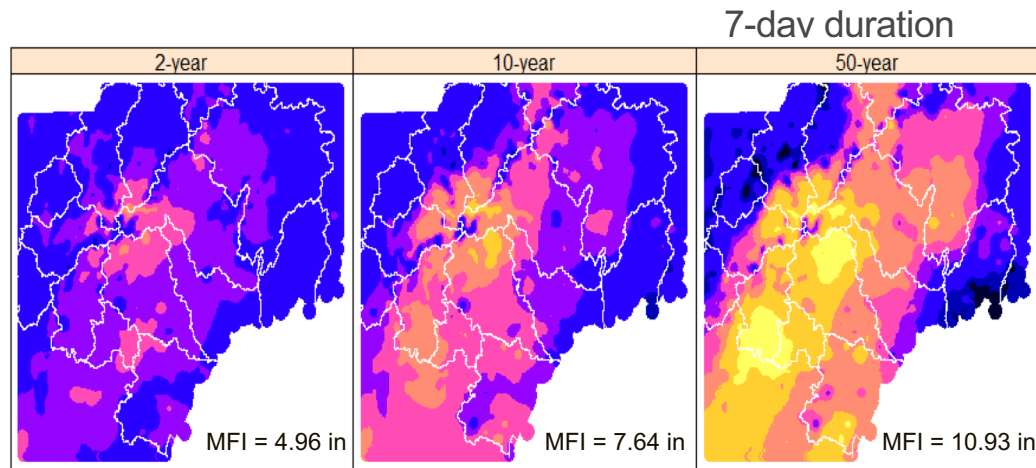 7-day duration
2-year 10-year 50-year
MFI = 4.96 in MFI = 7.64 in MFI = 10.93 in